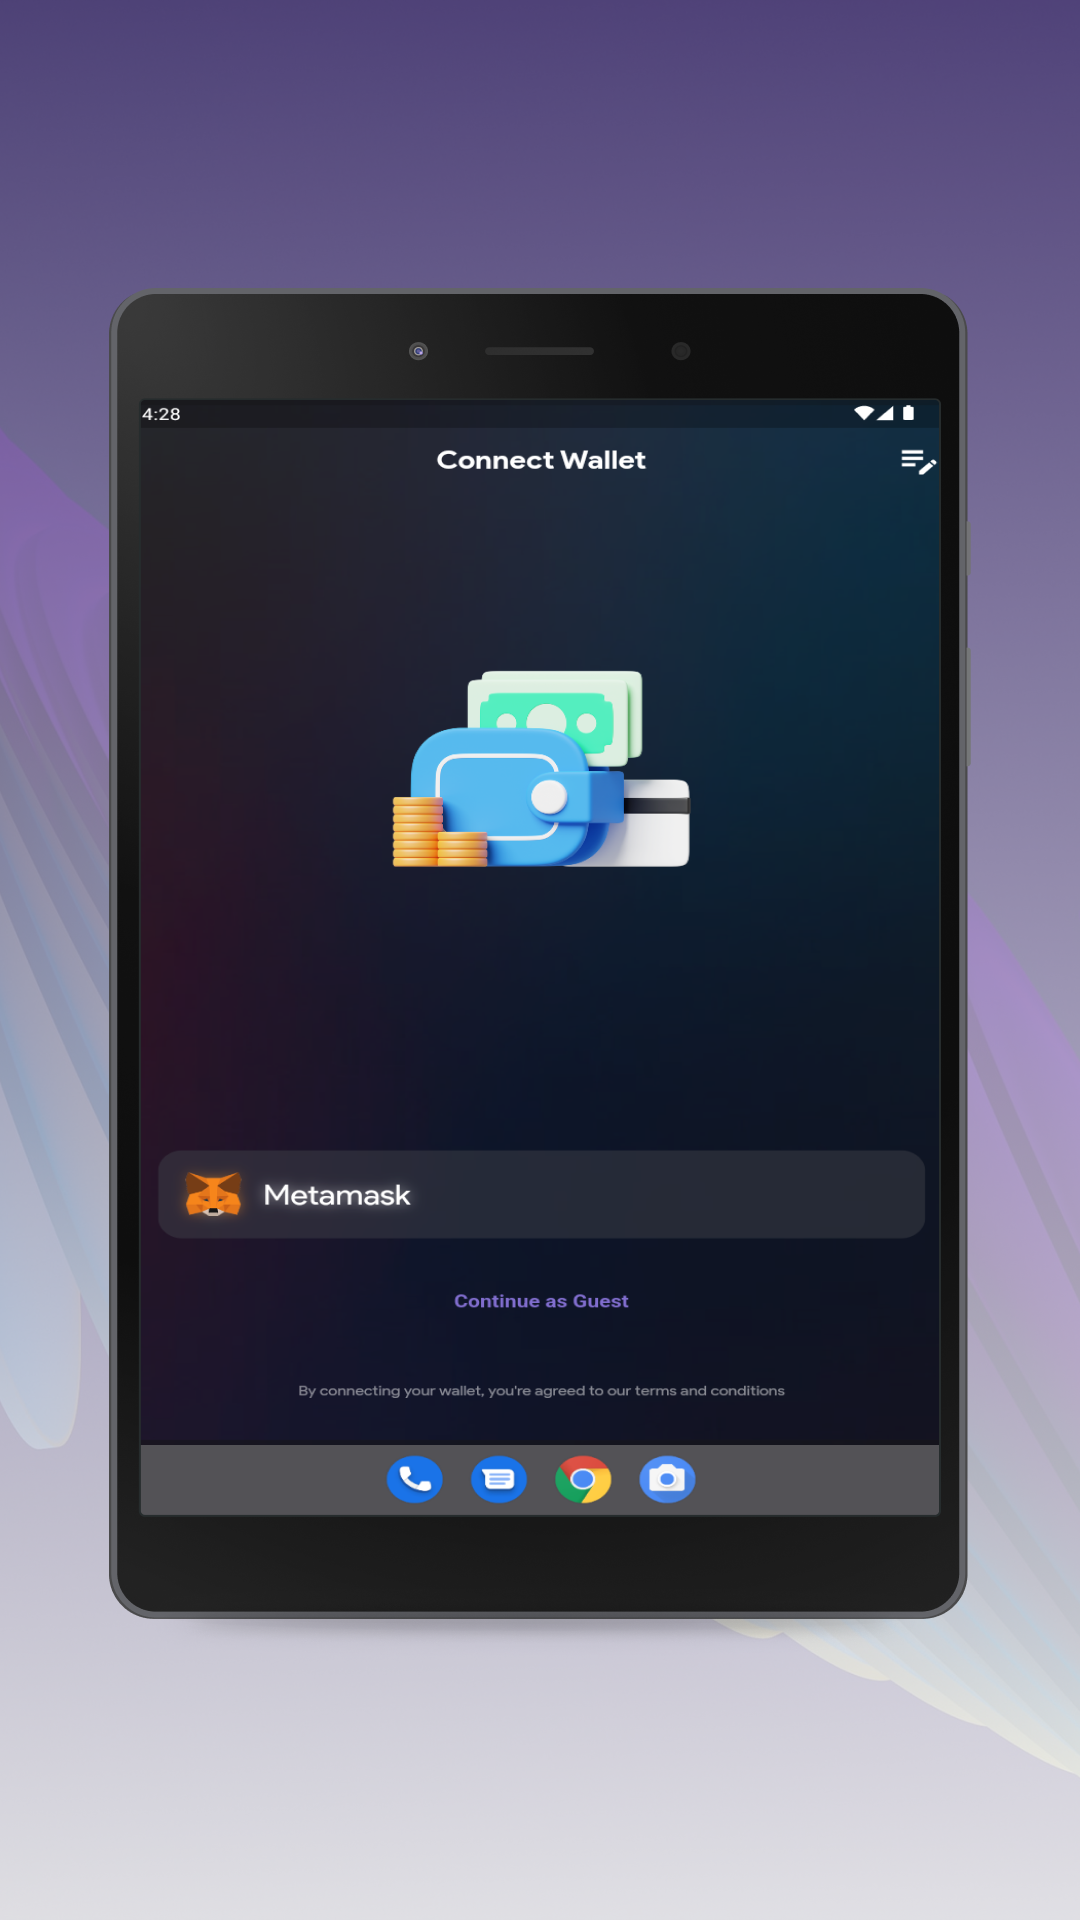 4:28
Connect Wallet
Metamask
Continue as Guest
By connecting your wallet, you're agreed to our terms and conditions